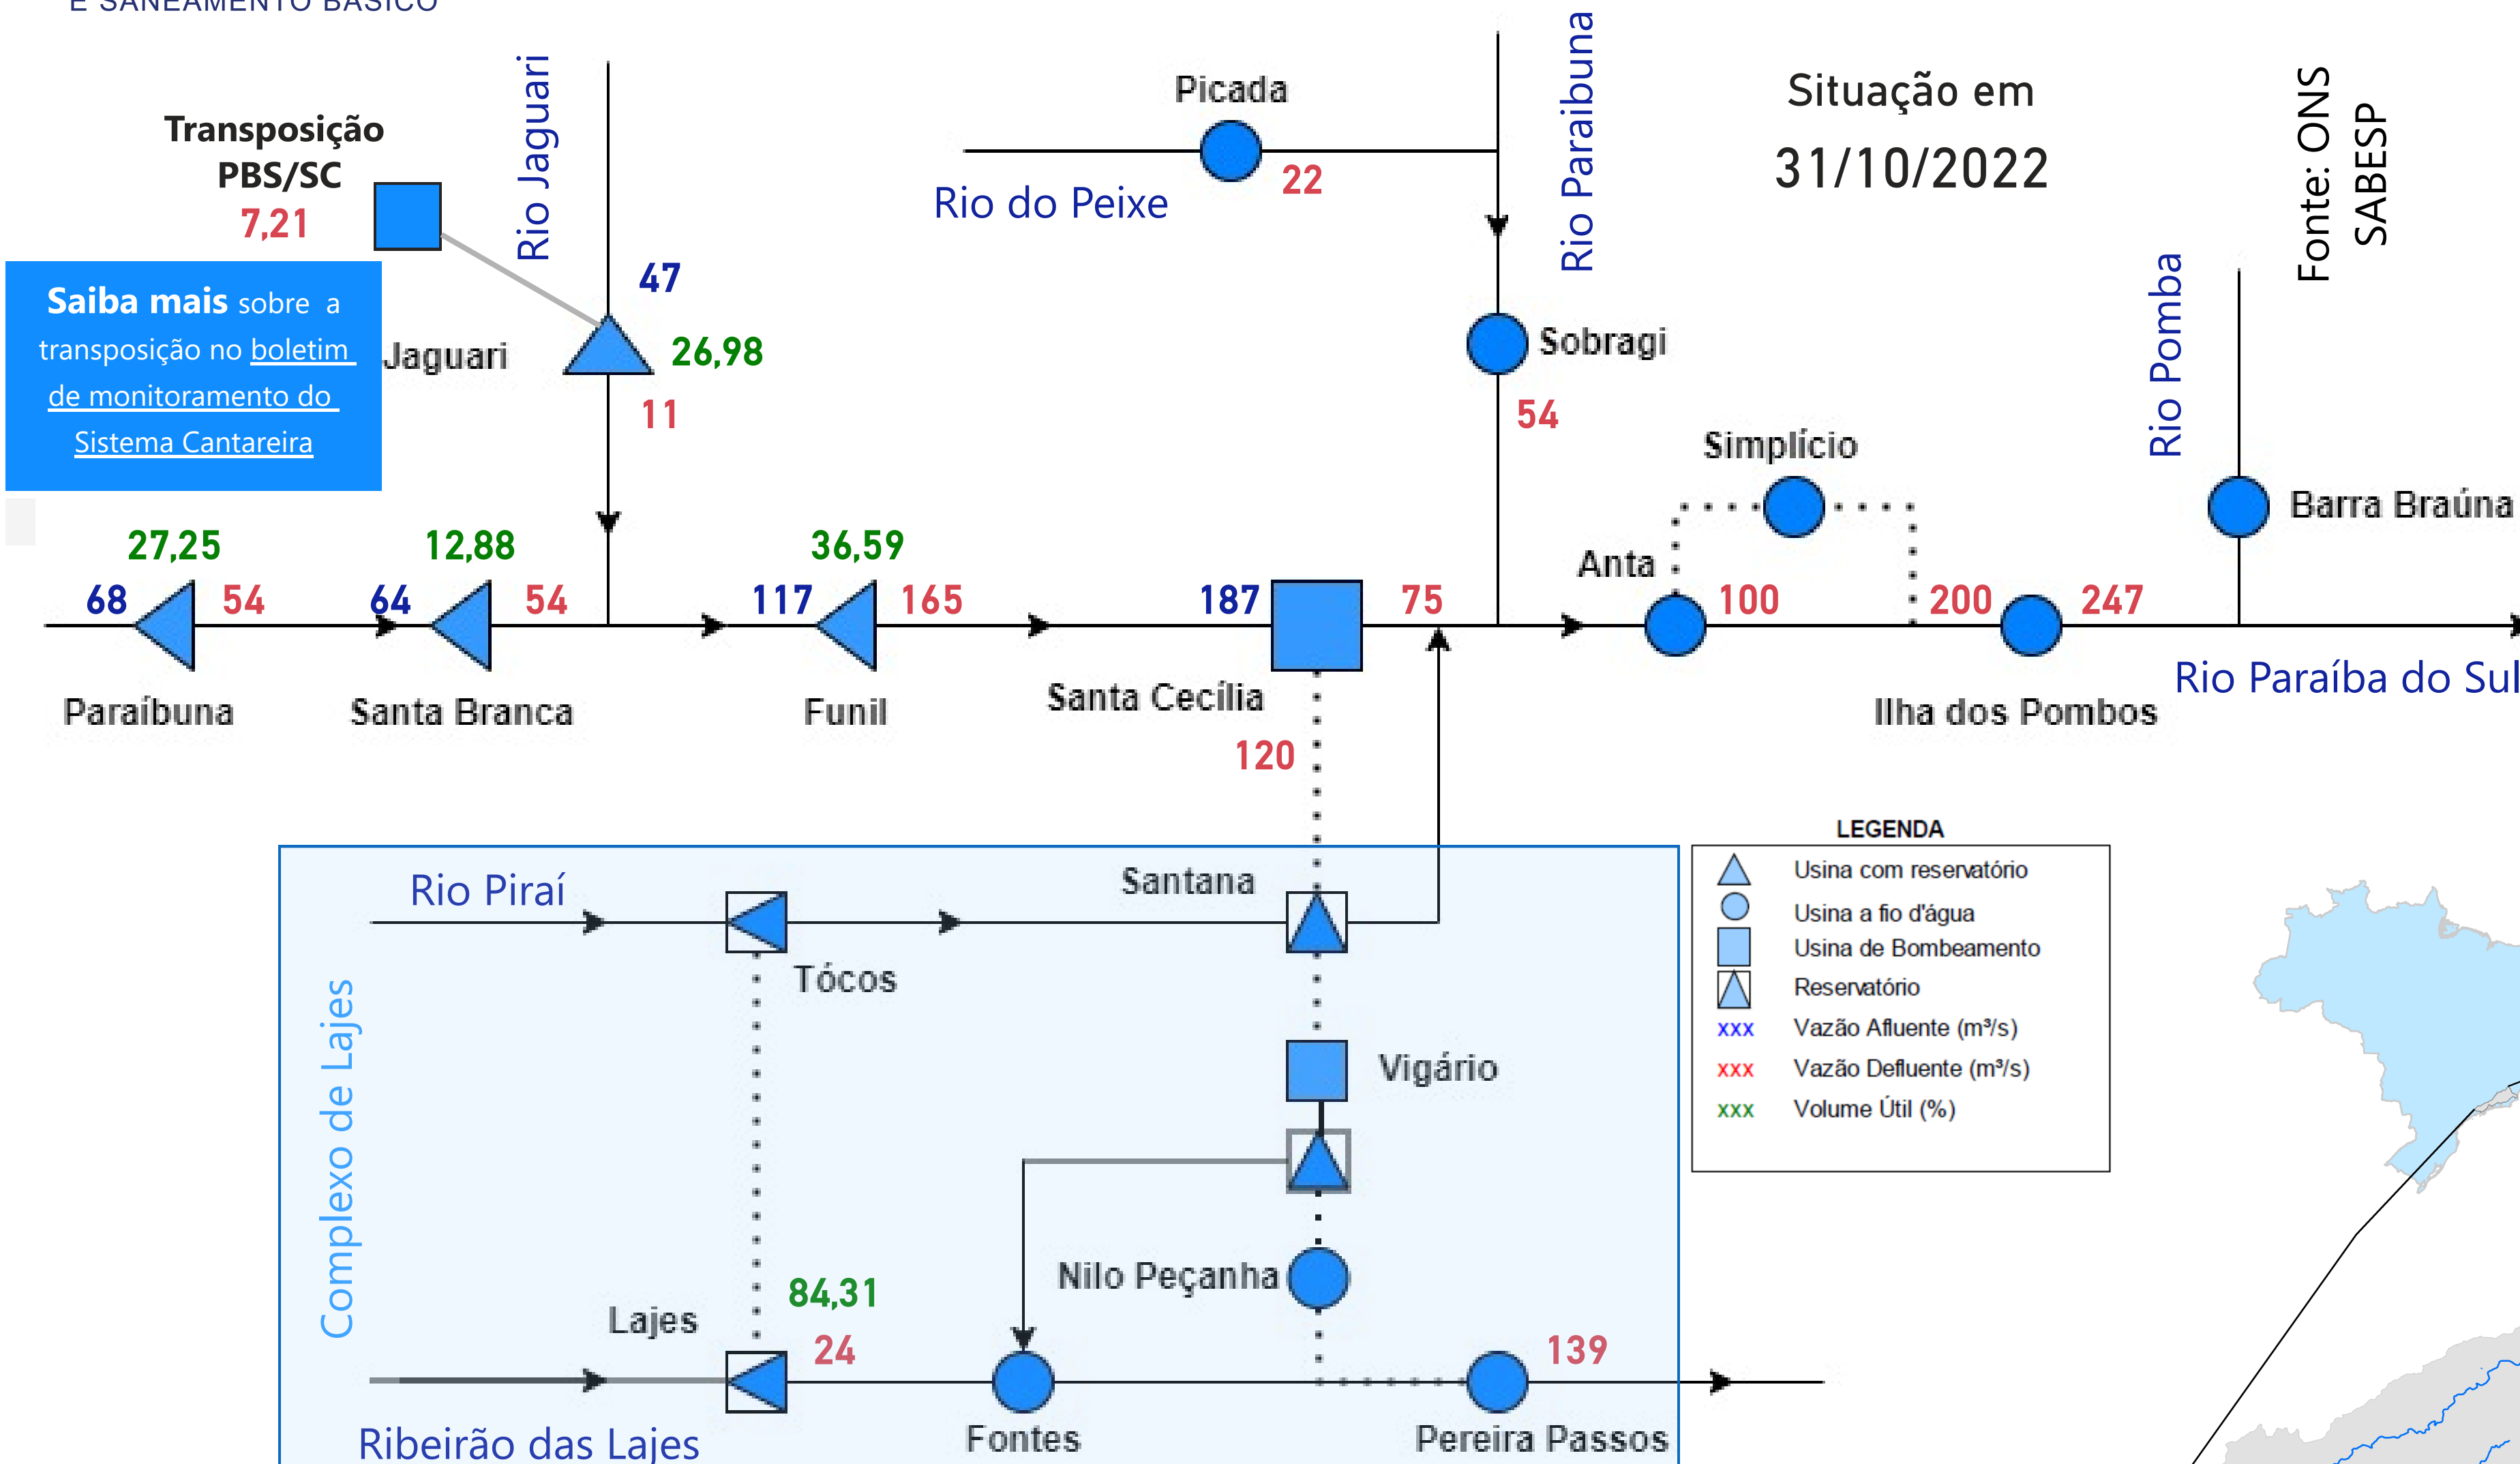 E SANEAMENTO BÁSICO
Transposição
PBS/SC
7,21
Saiba mais sobre a
transposição no boletim
de monitoramento do
Sistema Cantareira
Rio Jaguari
47
Jaguari
26,98
11
Picada
22
Rio do Peixe
Rio Paraibuna
Sobragi
54
Situação em
31/10/2022
Fonte: ONS
SABESP
Rio Pomba
Barra Braúna
Simplício
Anta
27,25
68
54
Paraíbuna
12,88
64
54
Santa Branca
36,59
117
165
Funil
187
75
Santa Cecília
120
100
200
247
Ilha dos Pombos
Rio Paraíba do Sul
Complexo de Lajes
Rio Piraí
Tócos
Santana
Vigário
Nilo Peçanha
84,31
Lajes
24
139
Fontes
Pereira Passos
Ribeirão das Lajes
LEGENDA
Usina com reservatório
Usina a fio d'água
Usina de Bombeamento
Reservatório
xxx Vazão Afluente (m³/s)
xxx Vazão Defluente (m³/s)
xxx Volume Útil (%)